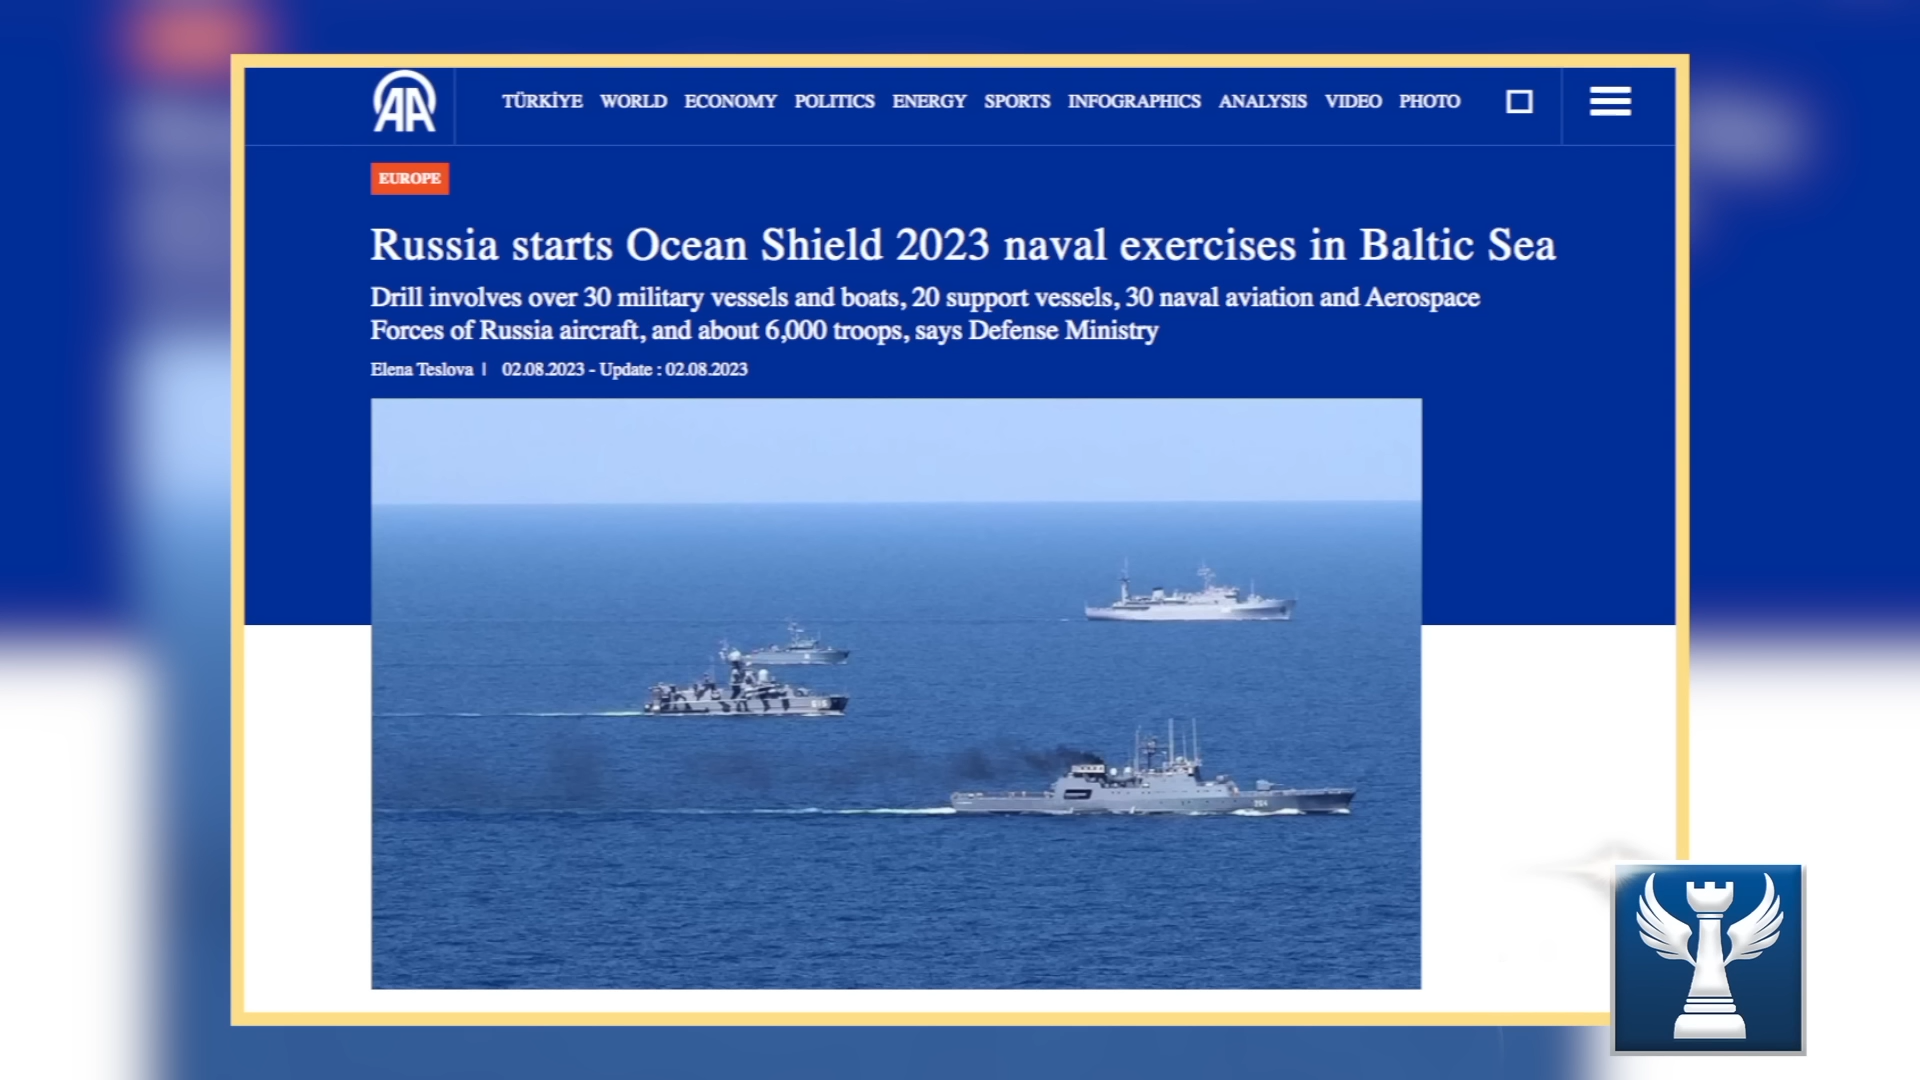 AA
TÜRKİYE WORLD ECONOMY POLITICS ENERGY SPORTS INFOGRAPHICS ANALYSIS VIDEO PHOTO
EUROPE
Russia starts Ocean Shield 2023 naval exercises in Baltic Sea
Drill involves over 30 military vessels and boats, 20 support vessels, 30 naval aviation and Aerospace
Forces of Russia aircraft, and about 6,000 troops, says Defense Ministry
Elena Teslova | 02.08.2023 - Update : 02.08.2023